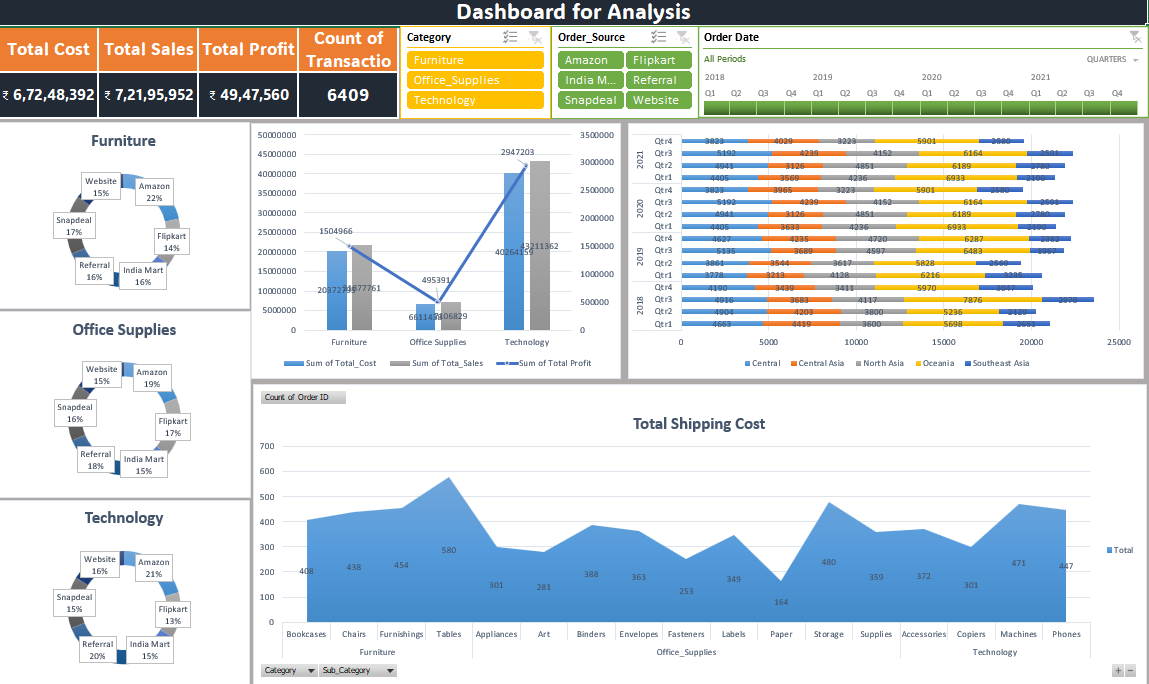 Dashboard for Analysis
Total Cost
Total Sales
Total Profit
Count of
Transactio
₹ 6,72,48,392
₹ 7,21,95,952
₹ 49,47,560
6409
Category
Furniture
Office_Supplies
Technology
Order_Source
Amazon
Flipkart
India M...
Referral
Snapdeal
Website
Order Date
All Periods
QUARTERS
2018
2019
2020
2021
Q1 Q2 Q3 Q4 Q1 Q2 Q3 Q4 Q1 Q2 Q3 Q4 Q1 Q2 Q3 Q4
Furniture
Website
15%
Amazon
22%
Snapdeal
17%
Flipkart
14%
Referral
16%
India Mart
16%
Office Supplies
Website
15%
Amazon
19%
Snapdeal
16%
Flipkart
17%
Referral
18%
India Mart
15%
Technology
Website
16%
Amazon
21%
Snapdeal
15%
Flipkart
13%
Referral
20%
India Mart
15%
50000000
45000000
40000000
35000000
30000000
25000000
20000000
15000000
10000000
5000000
0
3500000
3000000
2500000
2000000
1500000
1000000
500000
0
1504966
495391
2947203
7106829
40264159
43211362
Furniture
Office Supplies
Technology
Sum of Total_Cost
Sum of Tota_Sales
Sum of Total Profit
2021
Qtr4 3823 4029 3223 5901 2580
Qtr3 5192 4239 4152 6164 2591
Qtr2 4941 3126 4851 6189 2780
Qtr1 4405 3569 4236 6933 2190
2020
Qtr4 3823 3965 3223 5901 2580
Qtr3 5192 4239 4152 6164 2591
Qtr2 4941 3126 4851 6189 2780
Qtr1 4405 3633 4236 6933 2190
2019
Qtr4 4627 4235 4720 6287 2382
Qtr3 5135 3689 4597 6483 1967
Qtr2 3861 3544 3617 5828 2569
Qtr1 3778 3213 4128 6216 3235
2018
Qtr4 4190 3439 3411 5970 3047
Qtr3 4916 3683 4117 7876 2978
Qtr2 4904 4203 3800 5236 2129
Qtr1 4663 4419 3600 5698 2661
0 5000 10000 15000 20000 25000
Central
Central Asia
North Asia
Oceania
Southeast Asia
Count of Order ID
Total Shipping Cost
700
600
500
400
300
200
100
0
408 438 454 580 301 281 388 363 253 349 164 480 359 372 301 471 447
Total
Bookcases Chairs Furnishings Tables Appliances Art Binders Envelopes Fasteners Labels Paper Storage Supplies Accessories Copiers Machines Phones
Furniture
Office_Supplies
Technology
Category
Sub_Category